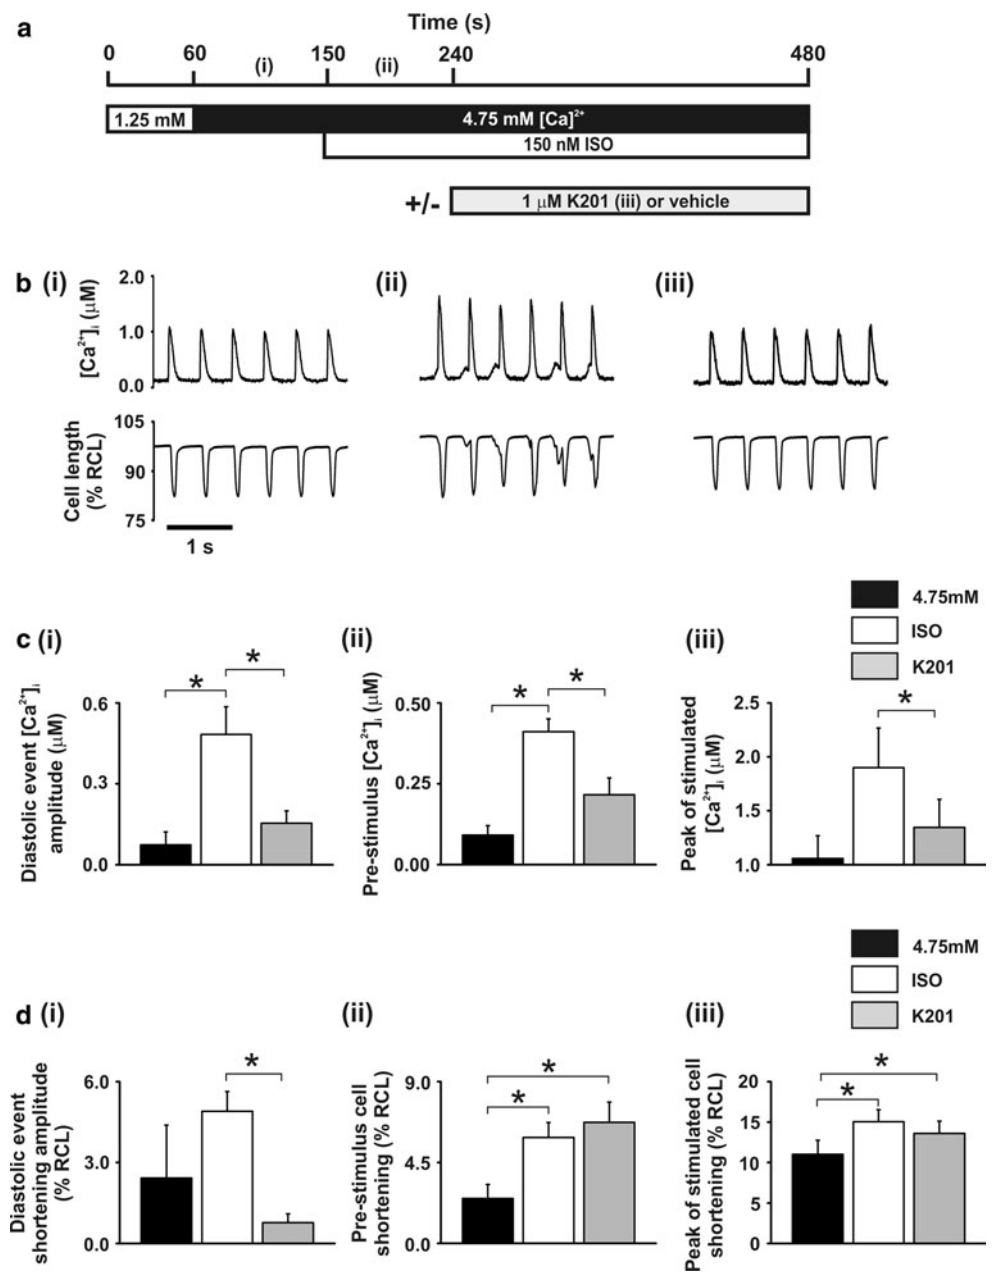 a
Time (s)
0 60 (i) 150 (ii) 240 480
1.25 mM 4.75 mM [Ca]²⁺
150 nM ISO
+/- 1 μM K201 (iii) or vehicle
b (i) (ii) (iii)
[Ca²⁺]ᵢ (μM)
2.0
1.0
0.0
Cell length
(% RCL)
105
90
75
1 s
4.75mM
ISO
K201
c (i) (ii) (iii)
Diastolic event [Ca²⁺]ᵢ
amplitude (μM)
0.6
0.3
0.0
* *
Pre-stimulus [Ca²⁺]ᵢ (μM)
0.50
0.25
0.00
* *
Peak of stimulated
[Ca²⁺]ᵢ (μM)
2.5
2.0
1.5
1.0
*
4.75mM
ISO
K201
d (i) (ii) (iii)
Diastolic event
shortening amplitude
(% RCL)
6.0
3.0
0.0
*
Pre-stimulus cell
shortening (% RCL)
9.0
4.5
0.0
*
*
Peak of stimulated cell
shortening (% RCL)
20
15
10
5
0
*
*